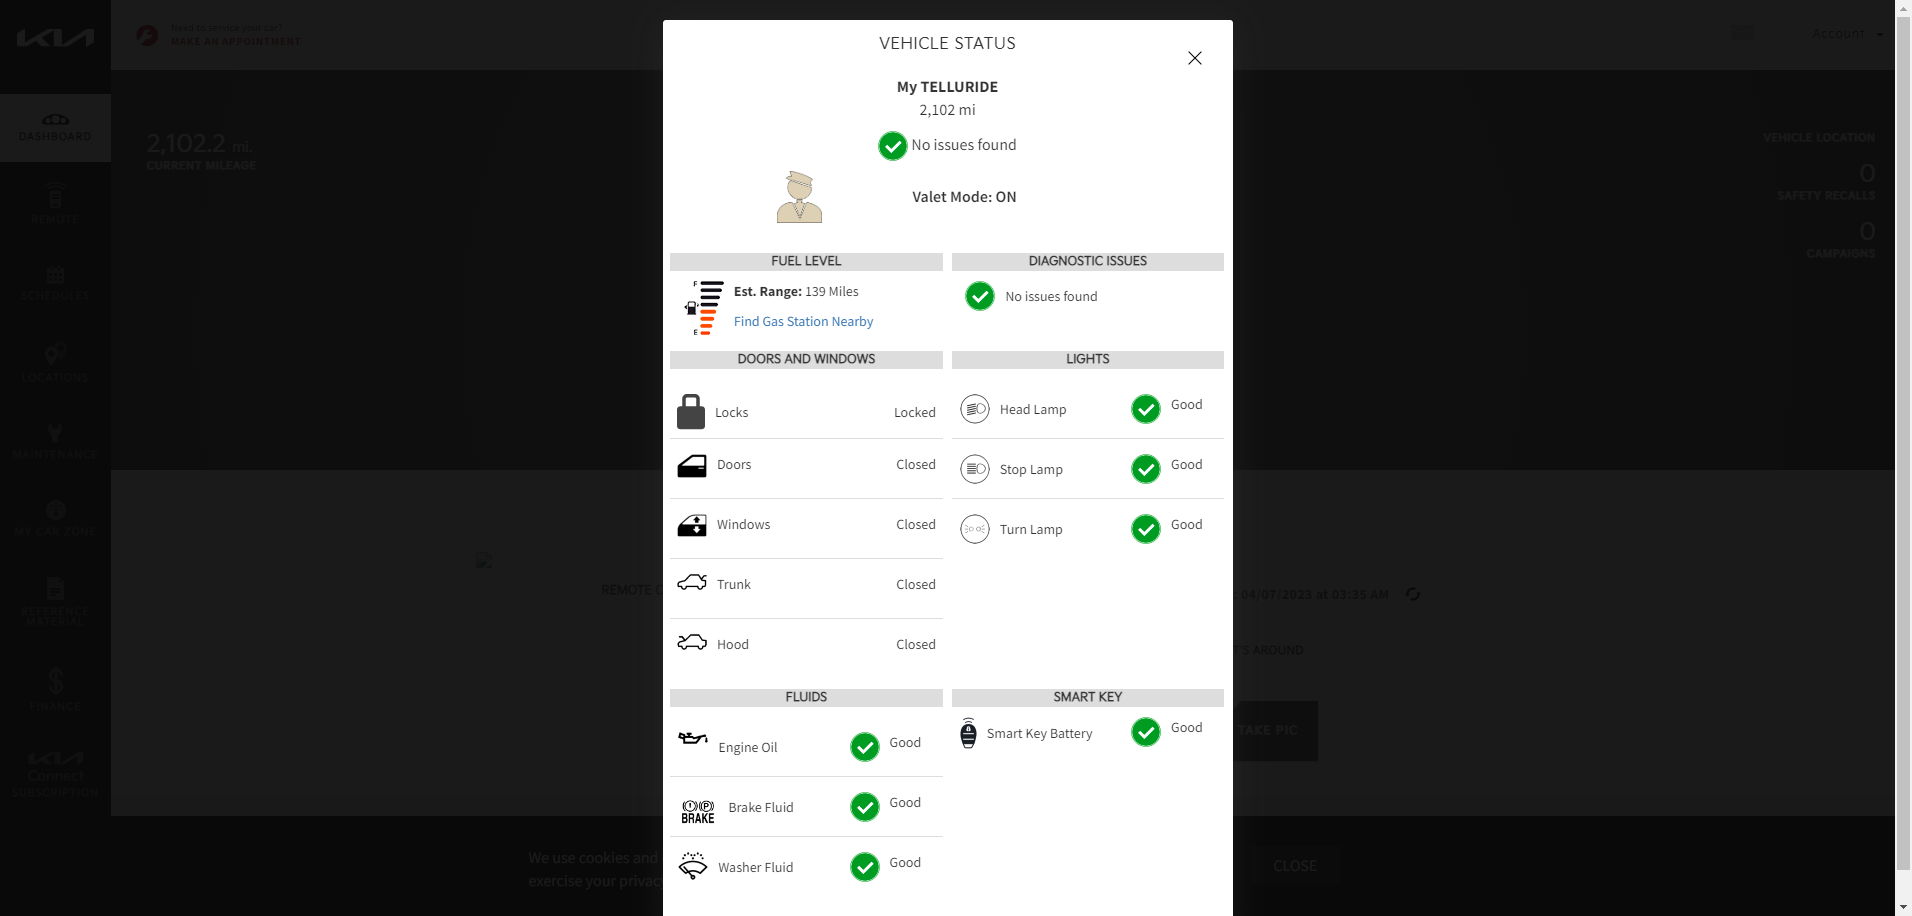 KIA
Need to service your car?
MAKE AN APPOINTMENT
Account
DASHBOARD
REMOTE
SCHEDULES
LOCATIONS
MAINTENANCE
MY CAR ZONE
REFERENCE
MATERIAL
FINANCE
KIA
Connect
SUBSCRIPTION
2,102.2 mi.
CURRENT MILEAGE
VEHICLE LOCATION
0
SAFETY RECALLS
0
CAMPAIGNS
VEHICLE STATUS
My TELLURIDE
2,102 mi
No issues found
Valet Mode: ON
FUEL LEVEL
F
E
Est. Range: 139 Miles
Find Gas Station Nearby
DIAGNOSTIC ISSUES
No issues found
DOORS AND WINDOWS
Locks Locked
Doors Closed
Windows Closed
Trunk Closed
Hood Closed
LIGHTS
Head Lamp Good
Stop Lamp Good
Turn Lamp Good
FLUIDS
Engine Oil Good
BRAKE Brake Fluid Good
Washer Fluid Good
SMART KEY
Smart Key Battery Good
REMOTE
: 04/07/2023 at 03:35 AM
T'S AROUND
TAKE PIC
We use cookies and
exercise your privacy
CLOSE